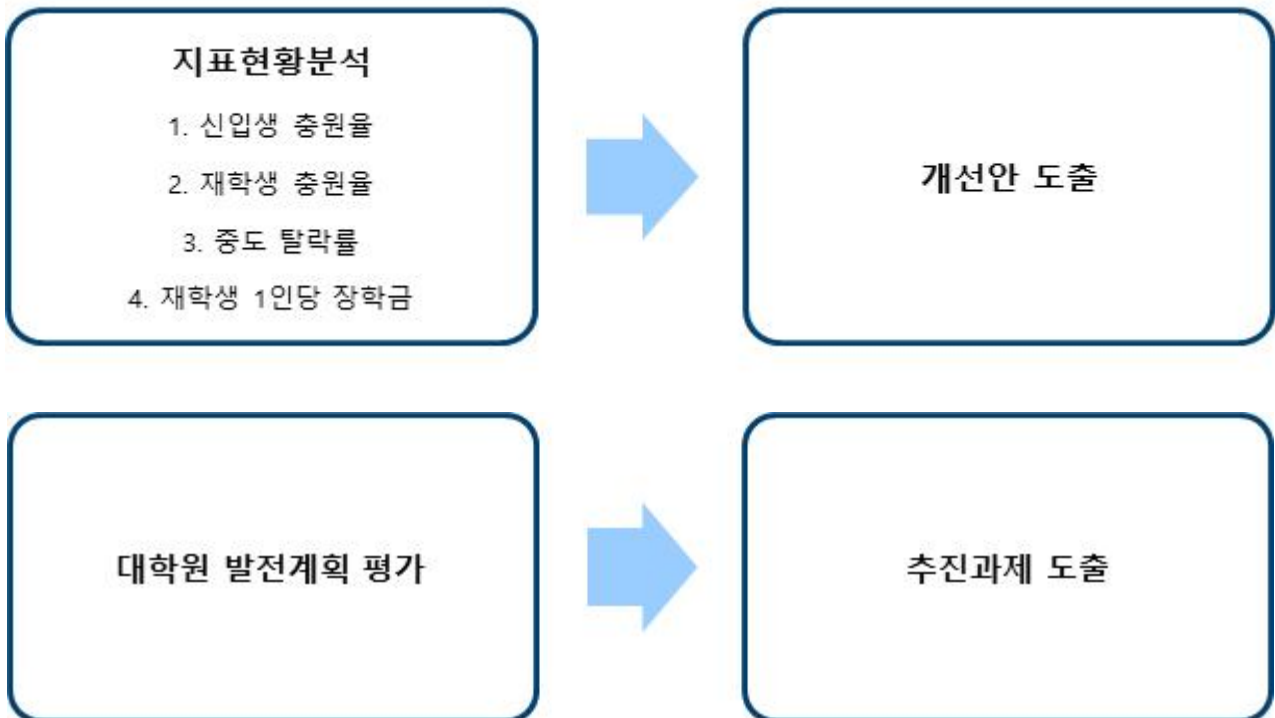 지표현황분석
1. 신입생 충원율
2. 재학생 충원율
3. 중도 탈락률
4. 재학생 1인당 장학금
개선안 도출
대학원 발전계획 평가
추진과제 도출